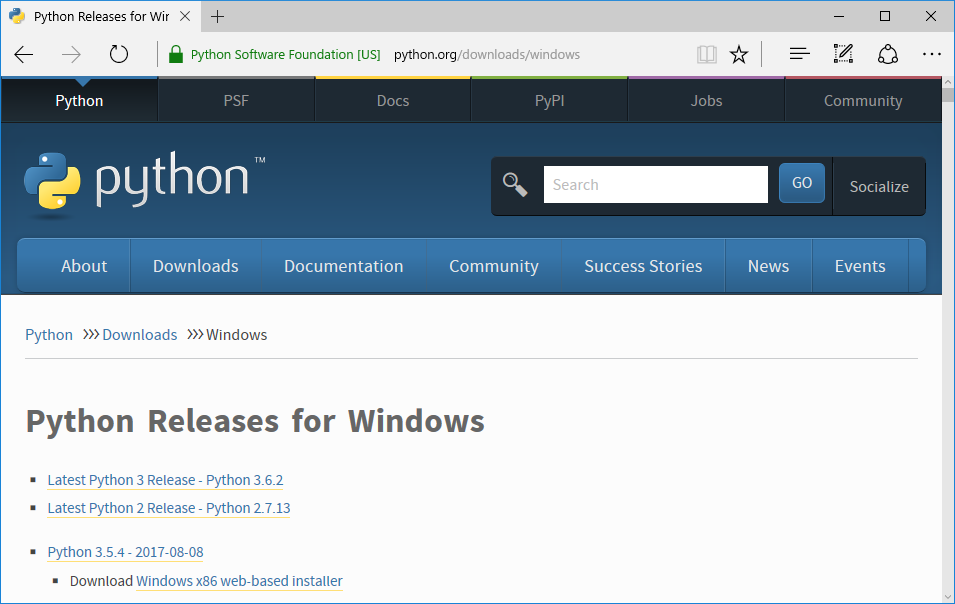 Python Releases for Wir
Python Software Foundation [US] python.org/downloads/windows
Python PSF Docs PyPI Jobs Community
python™
Search GO Socialize
About Downloads Documentation Community Success Stories News Events
Python >>> Downloads >>> Windows
Python Releases for Windows
Latest Python 3 Release - Python 3.6.2
Latest Python 2 Release - Python 2.7.13
Python 3.5.4 - 2017-08-08
Download Windows x86 web-based installer